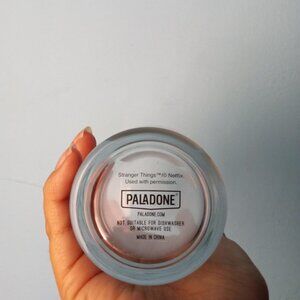 Stranger Things™/© Netflix.
Used with permission.
PALADONE
PALADONE.COM
NOT SUITABLE FOR DISHWASHER
OR MICROWAVE USE
MADE IN CHINA